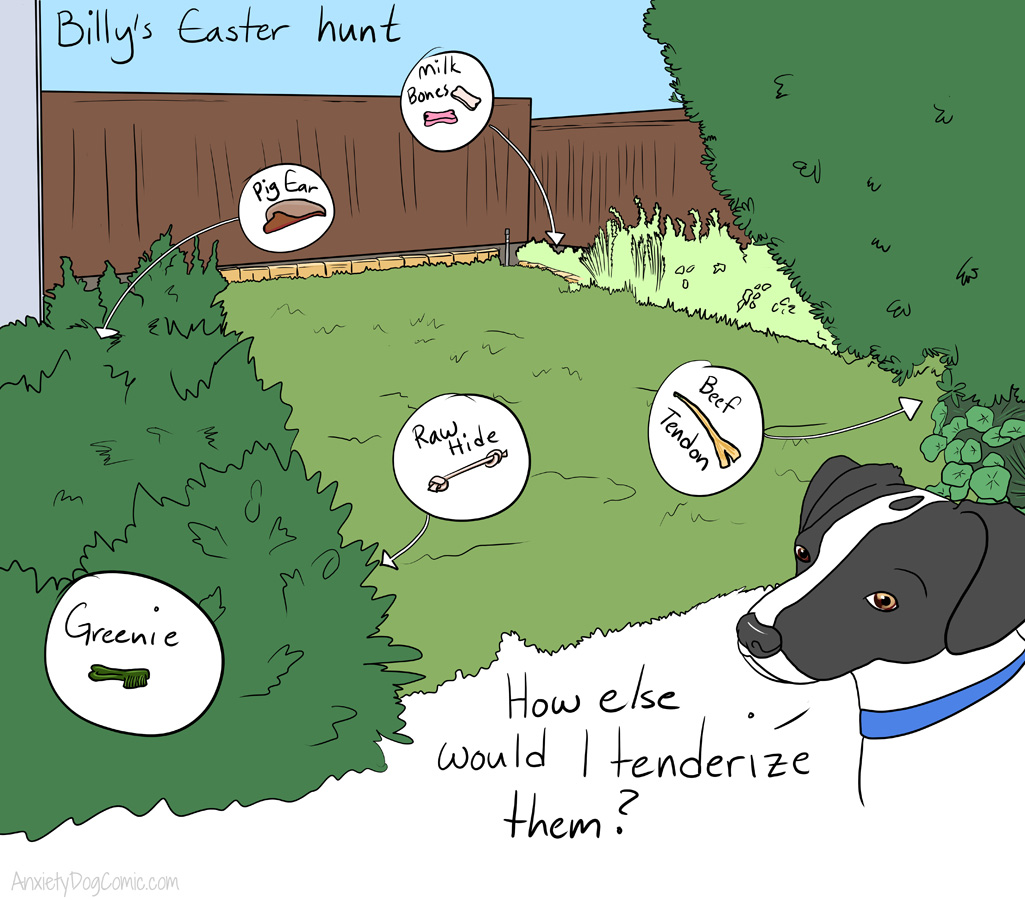 Billy's Easter hunt
milk
Bones
Pig Ear
Beef
Tendon
Raw
Hide
Greenie
How else
would I tenderize
them?
AnxietyDogComic.com